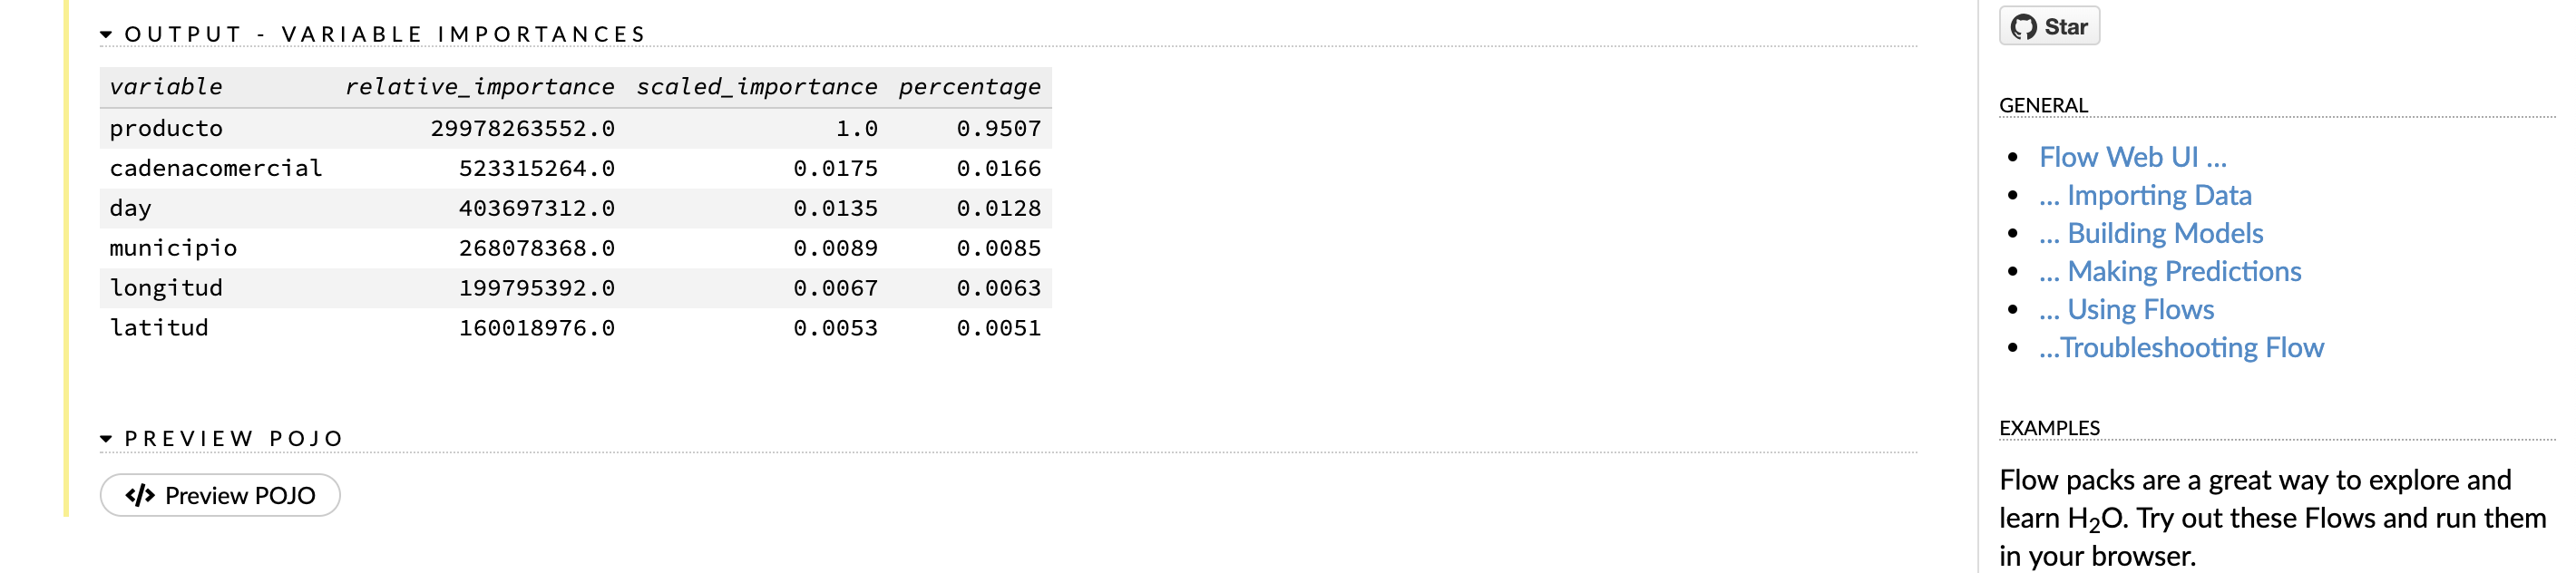 OUTPUT - VARIABLE IMPORTANCES
variable relative_importance scaled_importance percentage
producto 29978263552.0 1.0 0.9507
cadenacomercial 523315264.0 0.0175 0.0166
day 403697312.0 0.0135 0.0128
municipio 268078368.0 0.0089 0.0085
longitud 199795392.0 0.0067 0.0063
latitud 160018976.0 0.0053 0.0051
PREVIEW POJO
</> Preview POJO
Star
GENERAL
• Flow Web UI ...
• ... Importing Data
• ... Building Models
• ... Making Predictions
• ... Using Flows
• ...Troubleshooting Flow
EXAMPLES
Flow packs are a great way to explore and
learn H₂O. Try out these Flows and run them
in your browser.